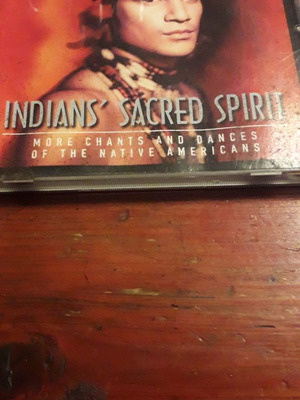 INDIANS' SACRED SPIRIT
MORE CHANTS AND DANCES
OF THE NATIVE AMERICANS